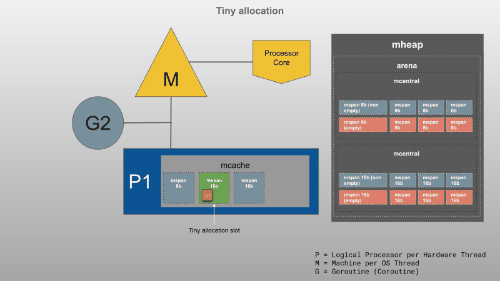 Tiny allocation
M
Processor
Core
G2
P1
mcache
mspan
8b
mspan
16b
mspan
16b
Tiny allocation slot
mheap
arena
mcentral
mspan 8b (non
empty)
mspan
8b
mspan
8b
mspan
8b
mspan 8b
(empty)
mspan
8b
mspan
8b
mspan
8b
mcentral
mspan 16b (non
empty)
mspan
16b
mspan
16b
mspan
16b
mspan 16b
(empty)
mspan
16b
mspan
16b
mspan
16b
P = Logical Processor per Hardware Thread
M = Machine per OS Thread
G = Goroutine (Coroutine)